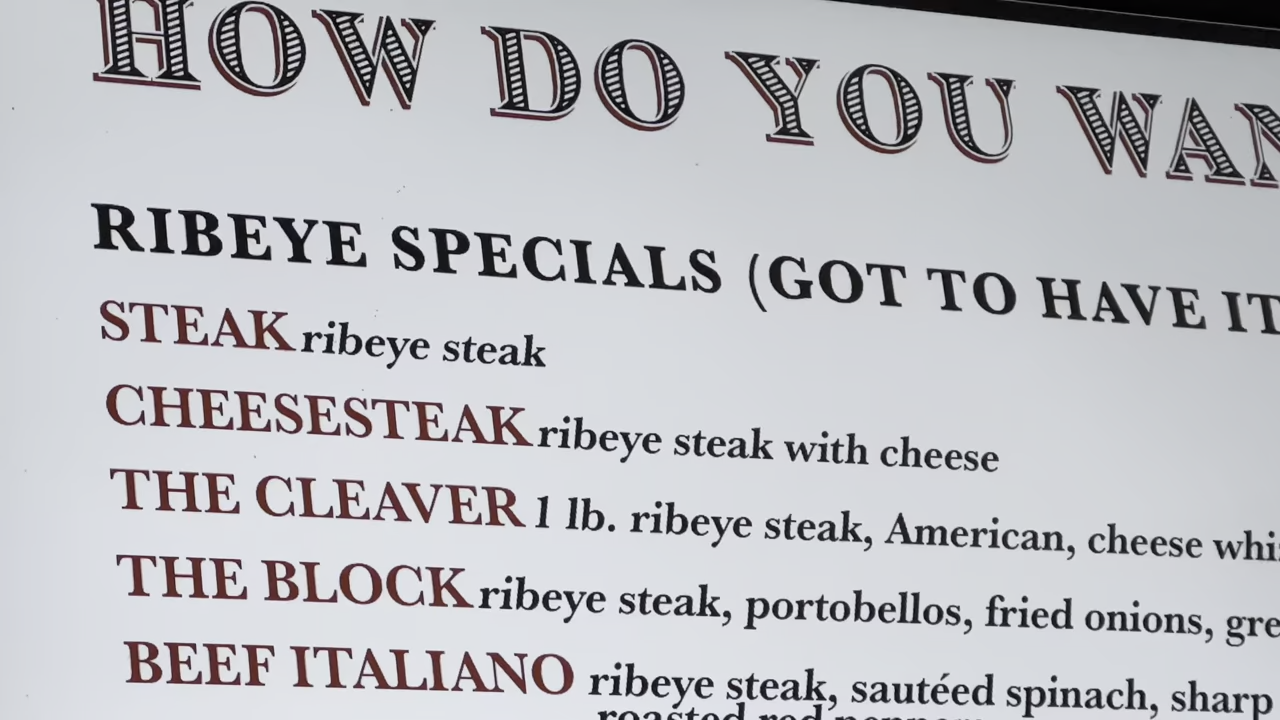 HOW DO YOU WAN
RIBEYE SPECIALS (GOT TO HAVE IT
STEAK ribeye steak
CHEESESTEAK ribeye steak with cheese
THE CLEAVER 1 lb. ribeye steak, American, cheese whi
THE BLOCK ribeye steak, portobellos, fried onions, gre
BEEF ITALIANO ribeye steak, sautéed spinach, sharp
roasted red